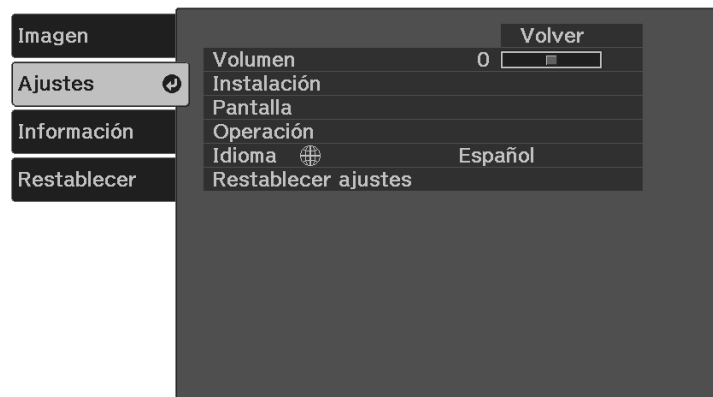 Imagen
Ajustes
Información
Restablecer
Volver
Volumen 0
Instalación
Pantalla
Operación
Idioma Español
Restablecer ajustes